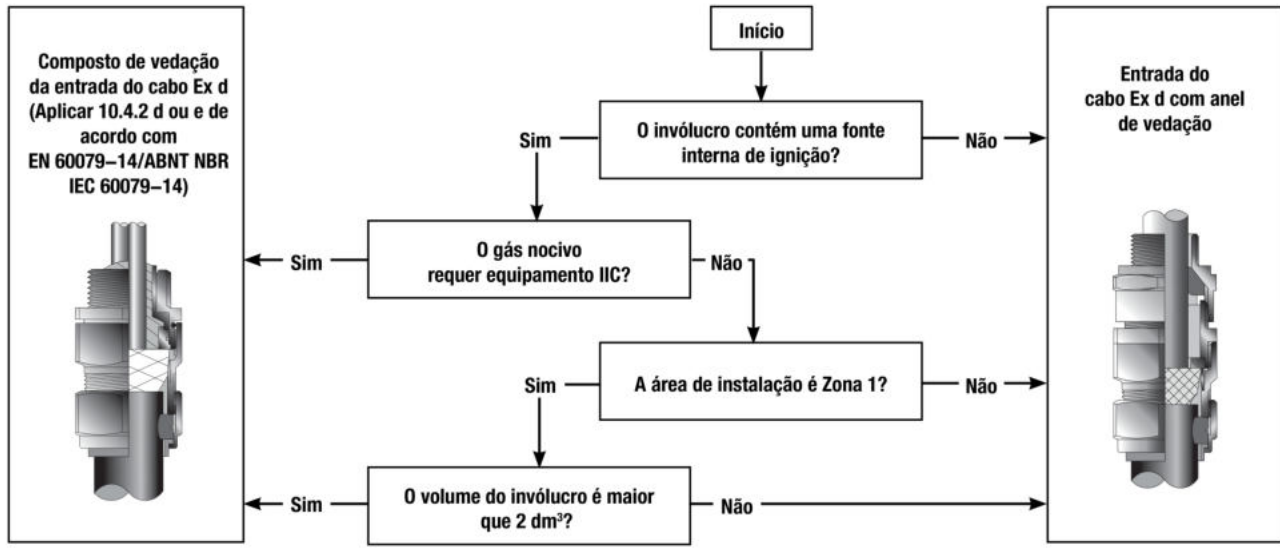 Início
Composto de vedação
da entrada do cabo Ex d
(Aplicar 10.4.2 d ou e de
acordo com
EN 60079–14/ABNT NBR
IEC 60079–14)
O invólucro contém uma fonte
interna de ignição?
Sim
Não
Entrada do
cabo Ex d com anel
de vedação
O gás nocivo
requer equipamento IIC?
Sim
Não
A área de instalação é Zona 1?
Sim
Não
O volume do invólucro é maior
que 2 dm³?
Sim
Não